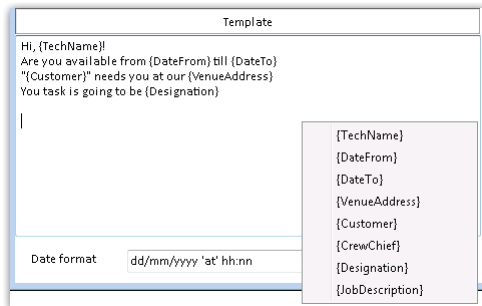 Template
Hi, {TechName}!
Are you available from {DateFrom} till {DateTo}
"{Customer}" needs you at our {VenueAddress}
You task is going to be {Designation}
{TechName}
{DateFrom}
{DateTo}
{VenueAddress}
{Customer}
{CrewChief}
{Designation}
{JobDescription}
Date format
dd/mm/yyyy 'at' hh:nn